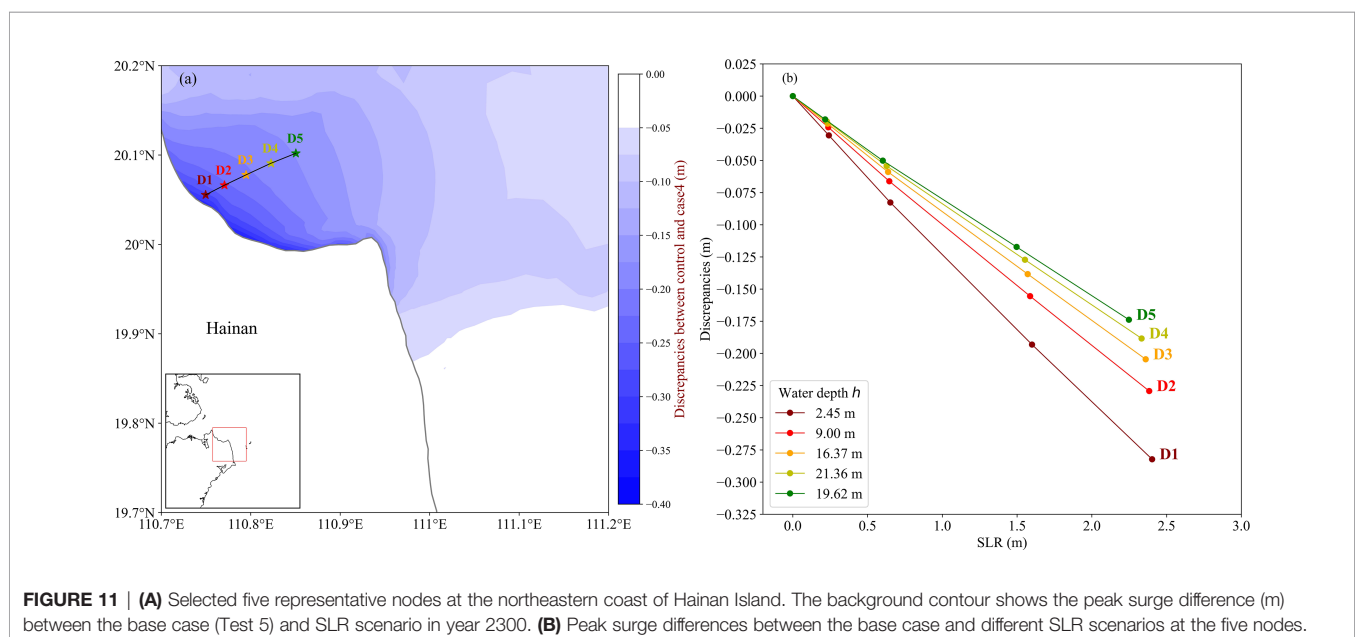 20.2°N
20.1°N
20°N
19.9°N
19.8°N
19.7°N
110.7°E
110.8°E
110.9°E
111°E
111.1°E
111.2°E
(a)
D1
D2
D3
D4
D5
Hainan
0.00
−0.05
−0.10
−0.15
−0.20
−0.25
−0.30
−0.35
−0.40
Discrepancies between control and case4 (m)
(b)
0.025
0.000
−0.025
−0.050
−0.075
−0.100
−0.125
−0.150
−0.175
−0.200
−0.225
−0.250
−0.275
−0.300
−0.325
Discrepancies (m)
D5
D4
D3
D2
D1
Water depth h
2.45 m
9.00 m
16.37 m
21.36 m
19.62 m
0.0
0.5
1.0
1.5
2.0
2.5
3.0
SLR (m)
FIGURE 11 | (A) Selected five representative nodes at the northeastern coast of Hainan Island. The background contour shows the peak surge difference (m)
between the base case (Test 5) and SLR scenario in year 2300. (B) Peak surge differences between the base case and different SLR scenarios at the five nodes.